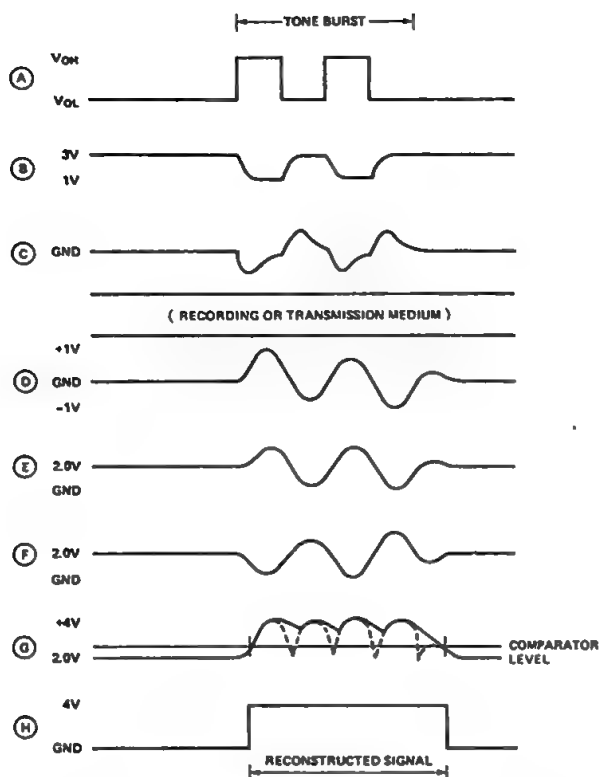 TONE BURST
A
VOH
VOL
B
3V
1V
C
GND
( RECORDING OR TRANSMISSION MEDIUM )
+1V
D
GND
-1V
E
2.0V
GND
F
2.0V
GND
+4V
G
COMPARATOR
2.0V
LEVEL
4V
H
GND
RECONSTRUCTED SIGNAL